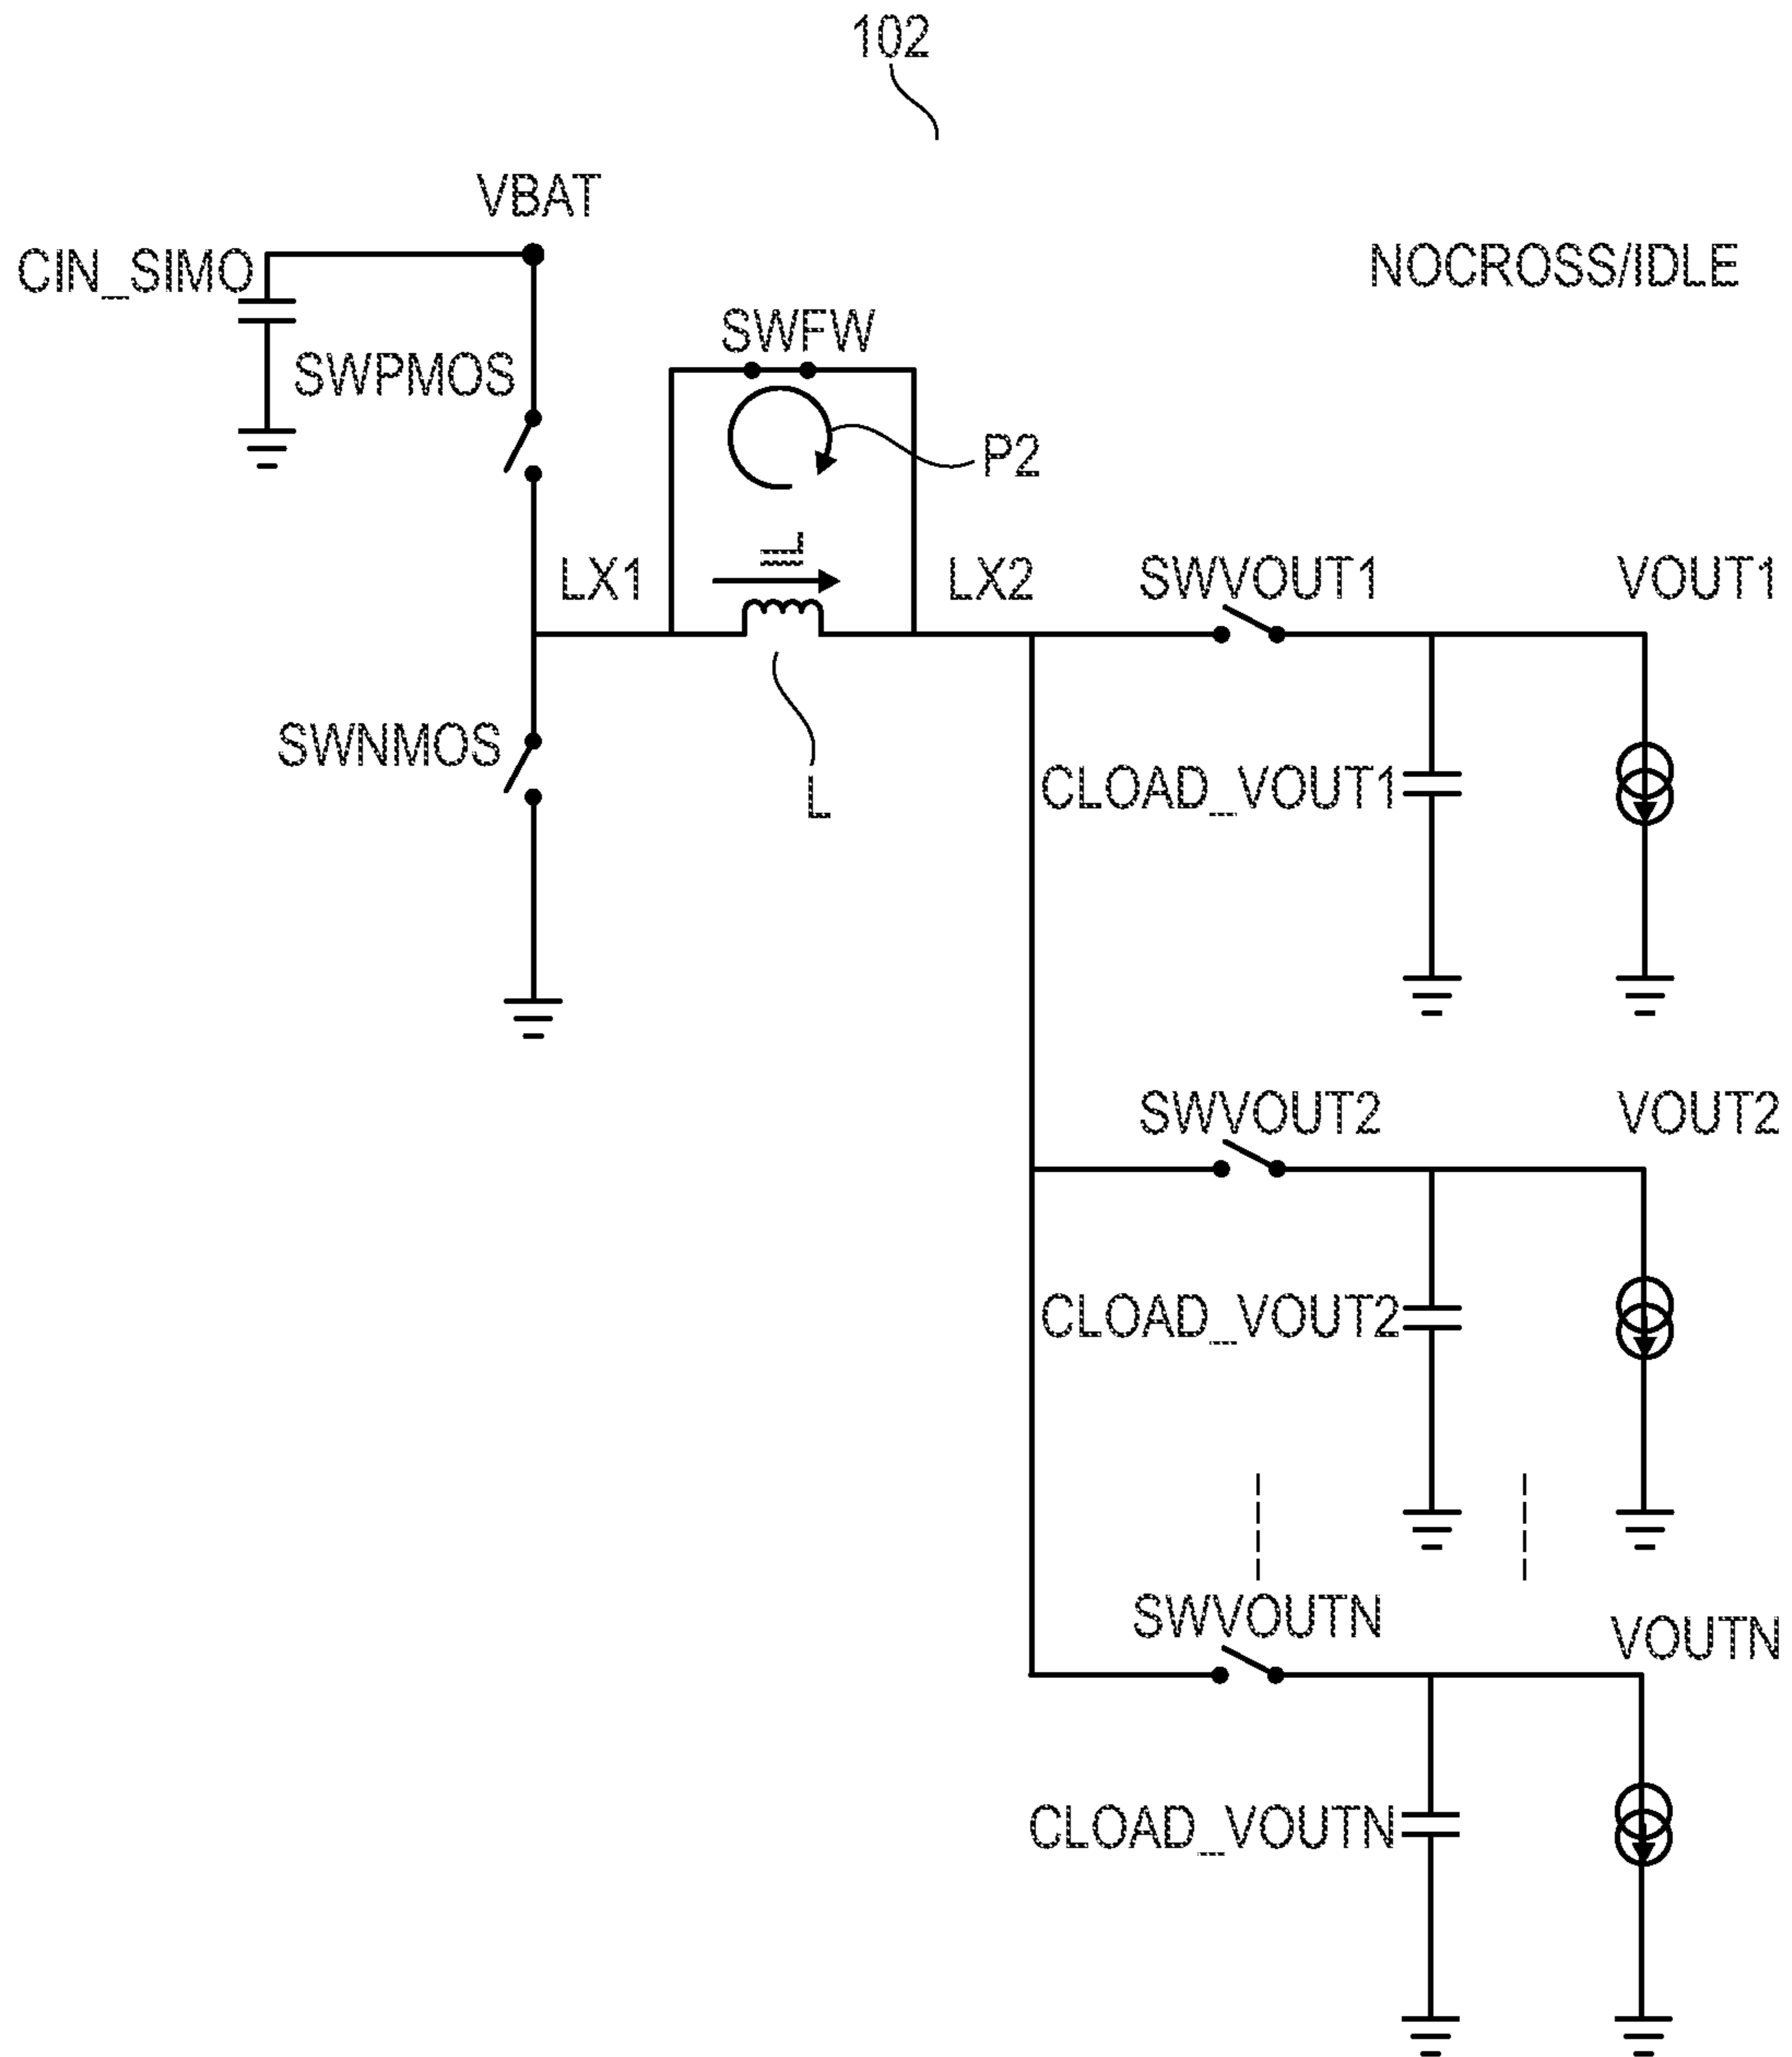 102
VBAT
CIN_SIMO
NOCROSS/IDLE
SWFW
SWPMOS
P2
IL
LX1
LX2
SWVOUT1
VOUT1
SWNMOS
L
CLOAD_VOUT1
SWVOUT2
VOUT2
CLOAD_VOUT2
SWVOUTN
VOUTN
CLOAD_VOUTN